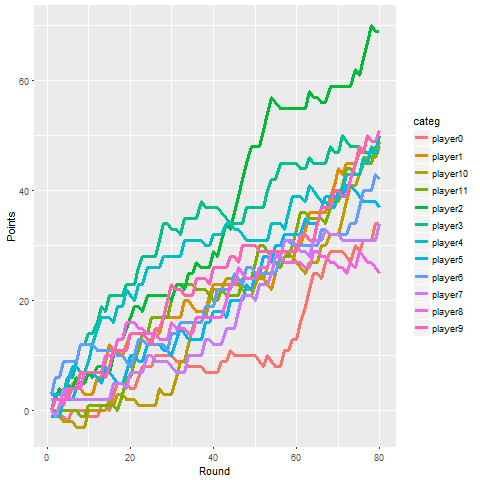 60
40
20
0
Points
0
20
40
60
80
Round
categ
player0
player1
player10
player11
player2
player3
player4
player5
player6
player7
player8
player9